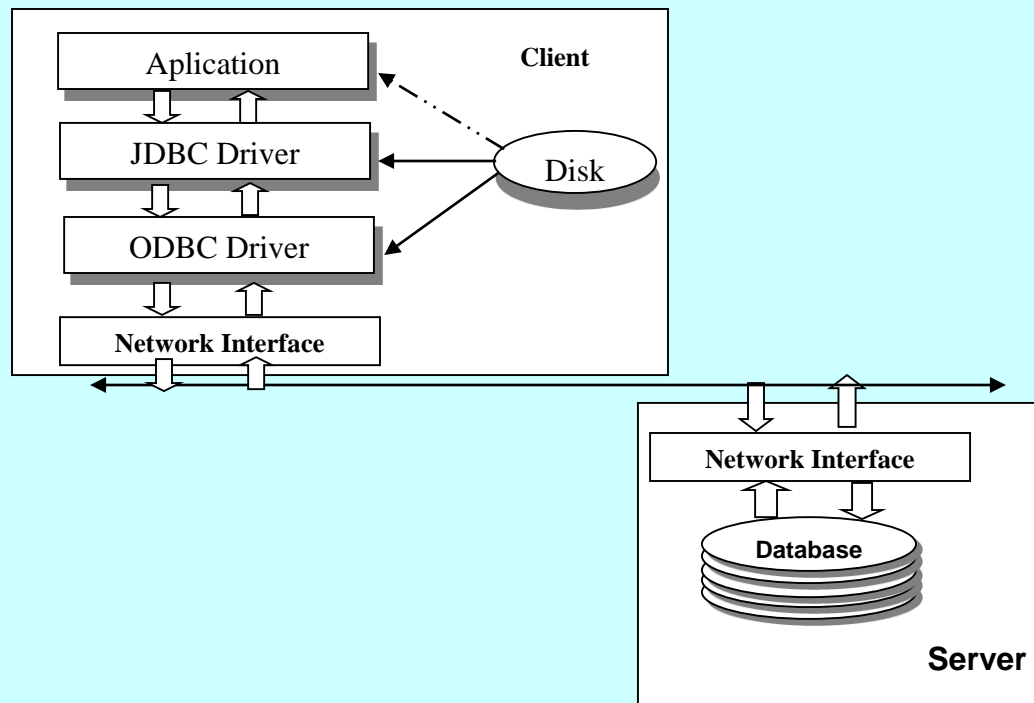 Aplication
Client
JDBC Driver
Disk
ODBC Driver
Network Interface
Network Interface
Database
Server